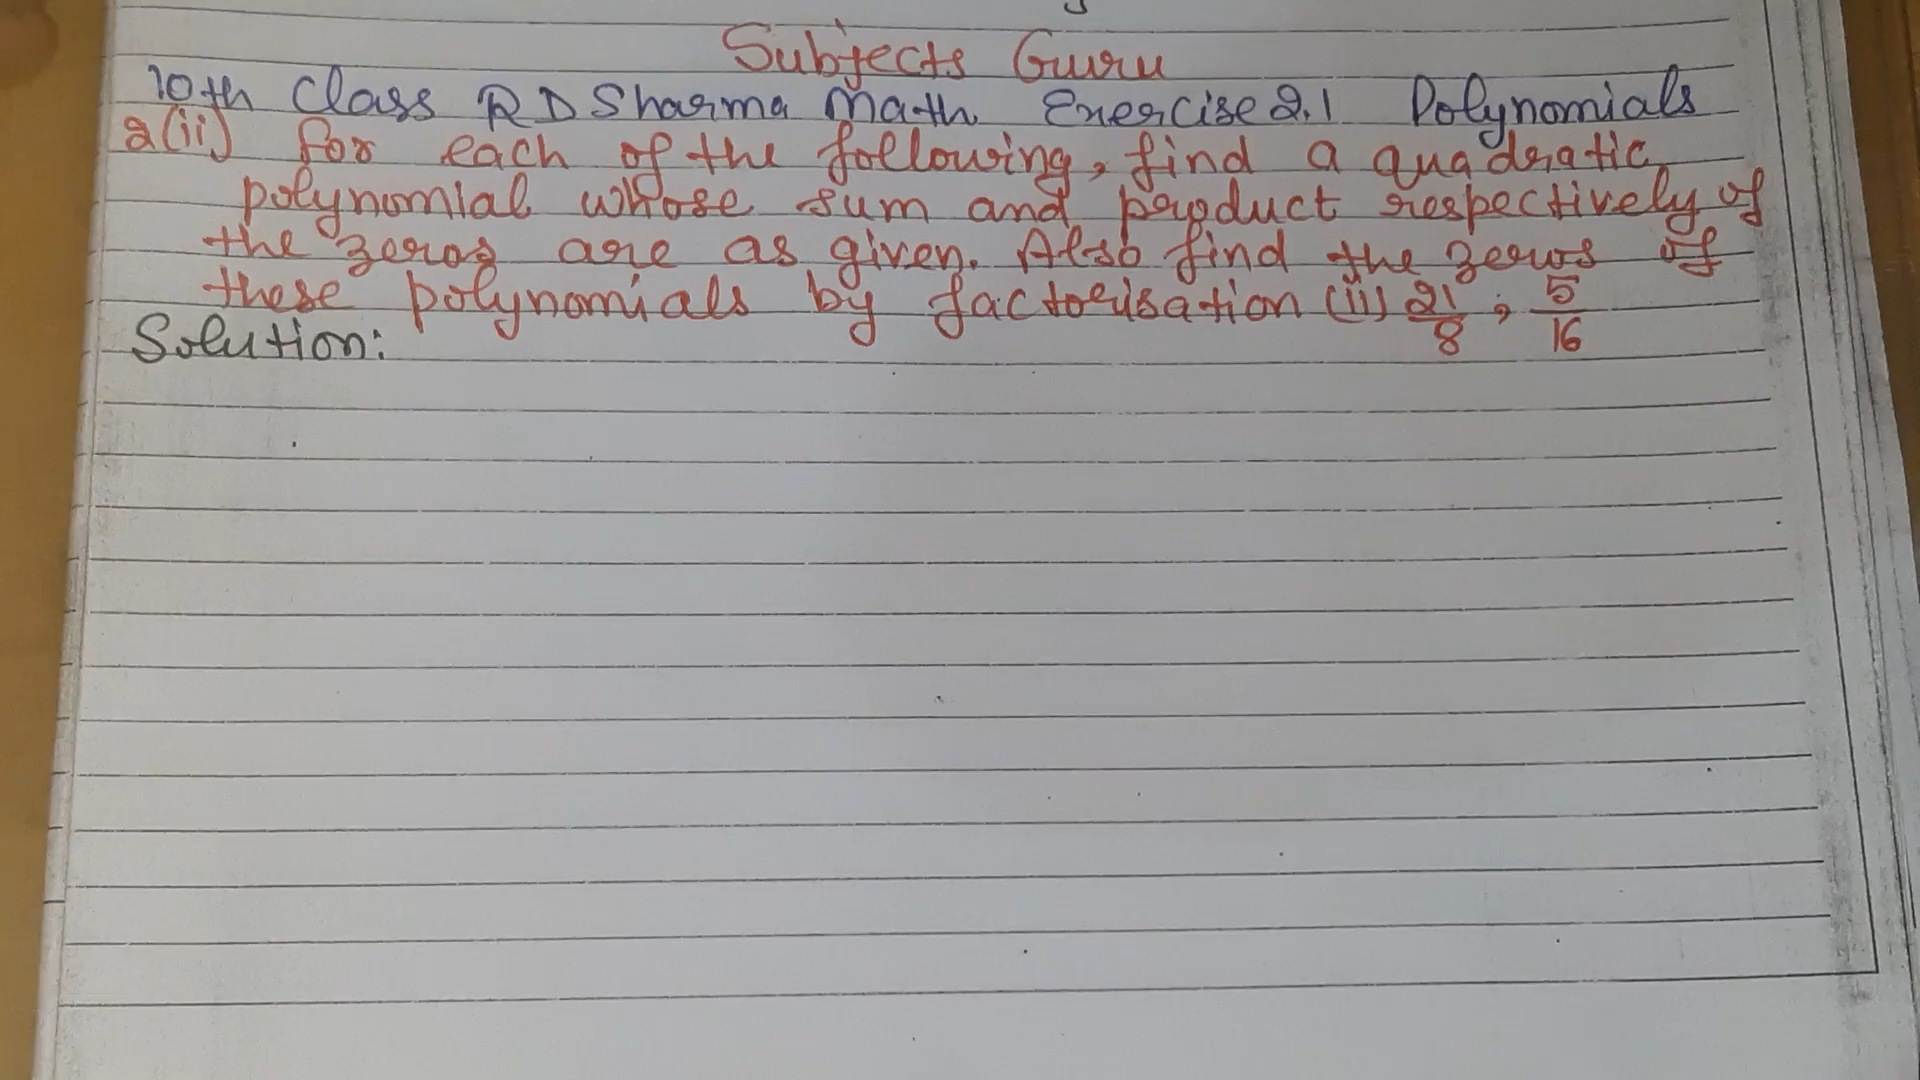 Subjects Guru
10th Class RD Sharma Math Exercise 2.1 Polynomials
2(ii) for each of the following, find a quadratic
polynomial whose sum and product respectively of
the zeros are as given. Also find the zeros of
these polynomials by factorisation (ii) 21/8, 5/16
Solution: